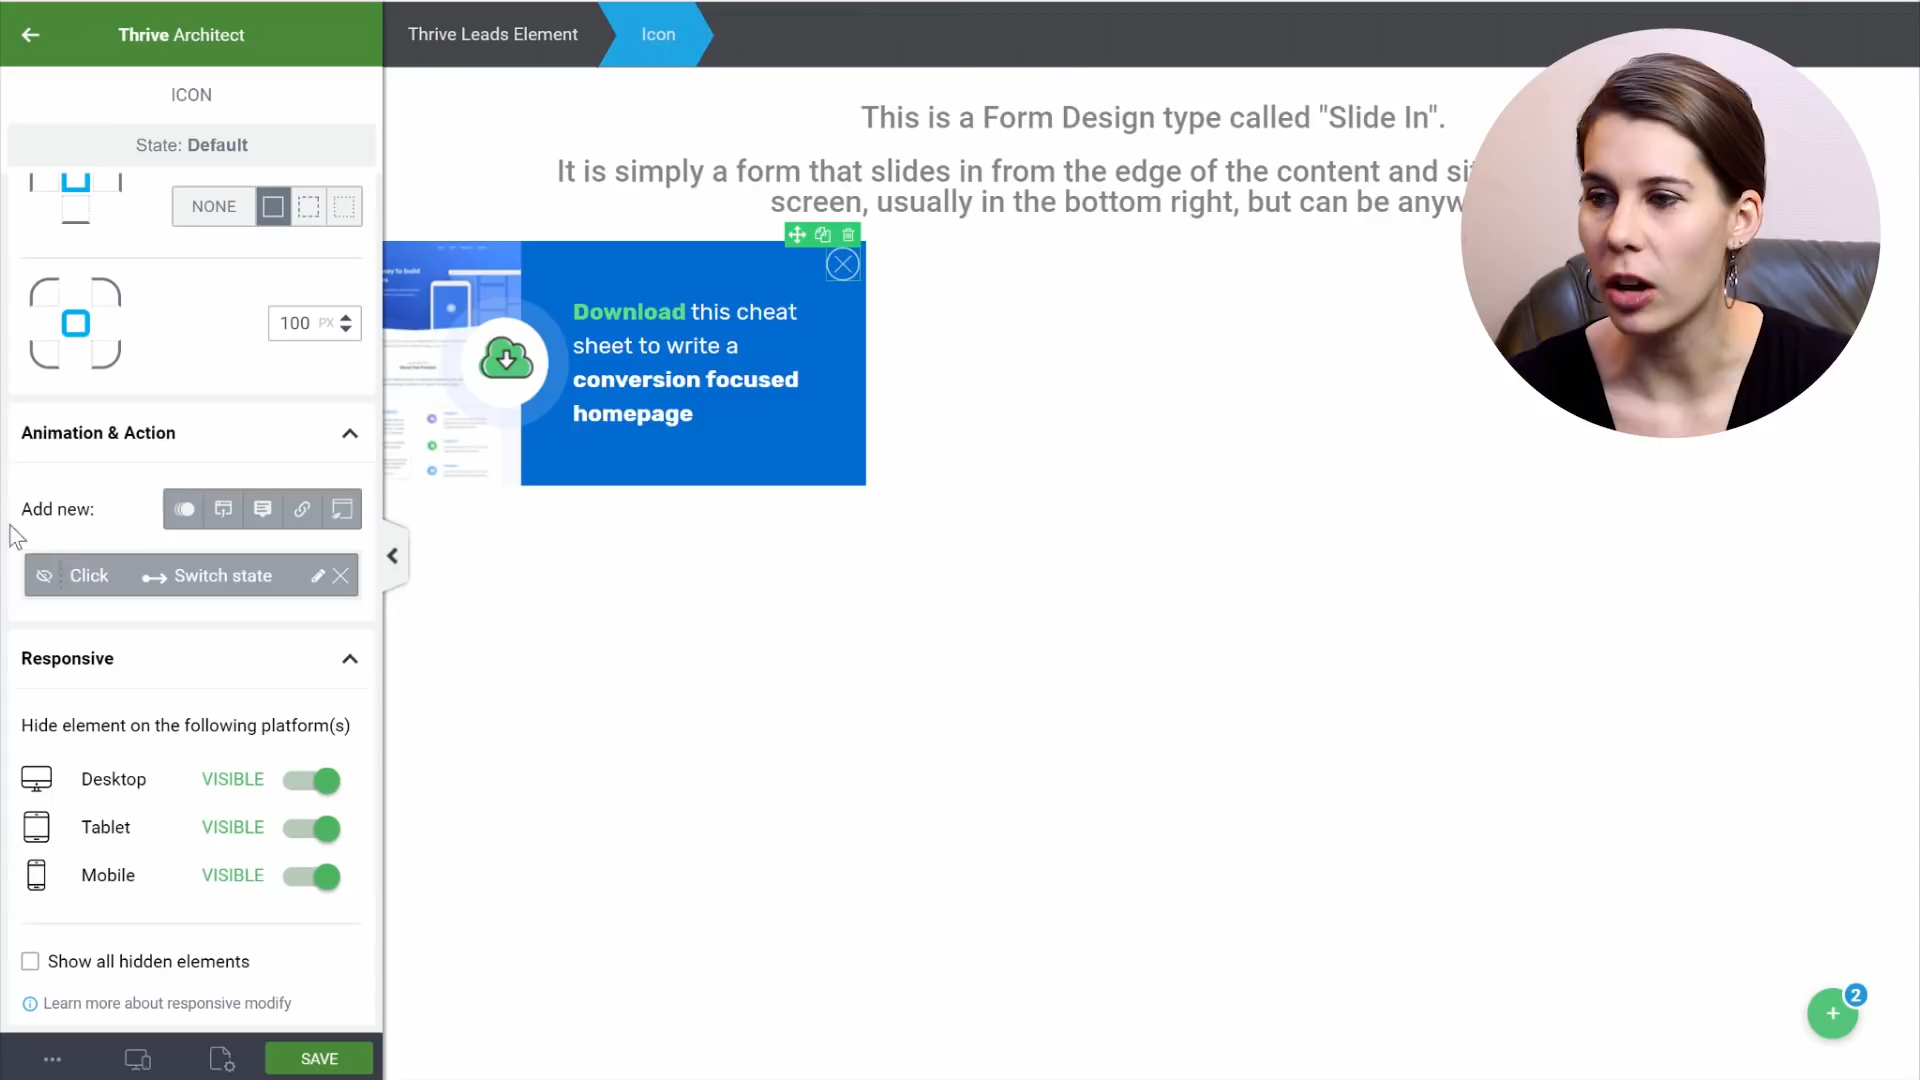 Thrive Architect
Thrive Leads Element
Icon
ICON
State: Default
NONE
100 PX
Animation & Action
Add new:
Click
Switch state
Responsive
Hide element on the following platform(s)
Desktop VISIBLE
Tablet VISIBLE
Mobile VISIBLE
Show all hidden elements
Learn more about responsive modify
SAVE
This is a Form Design type called "Slide In".
It is simply a form that slides in from the edge of the content and
screen, usually in the bottom right, but can be
way to build
Download this cheat
sheet to write a
conversion focused
homepage
2